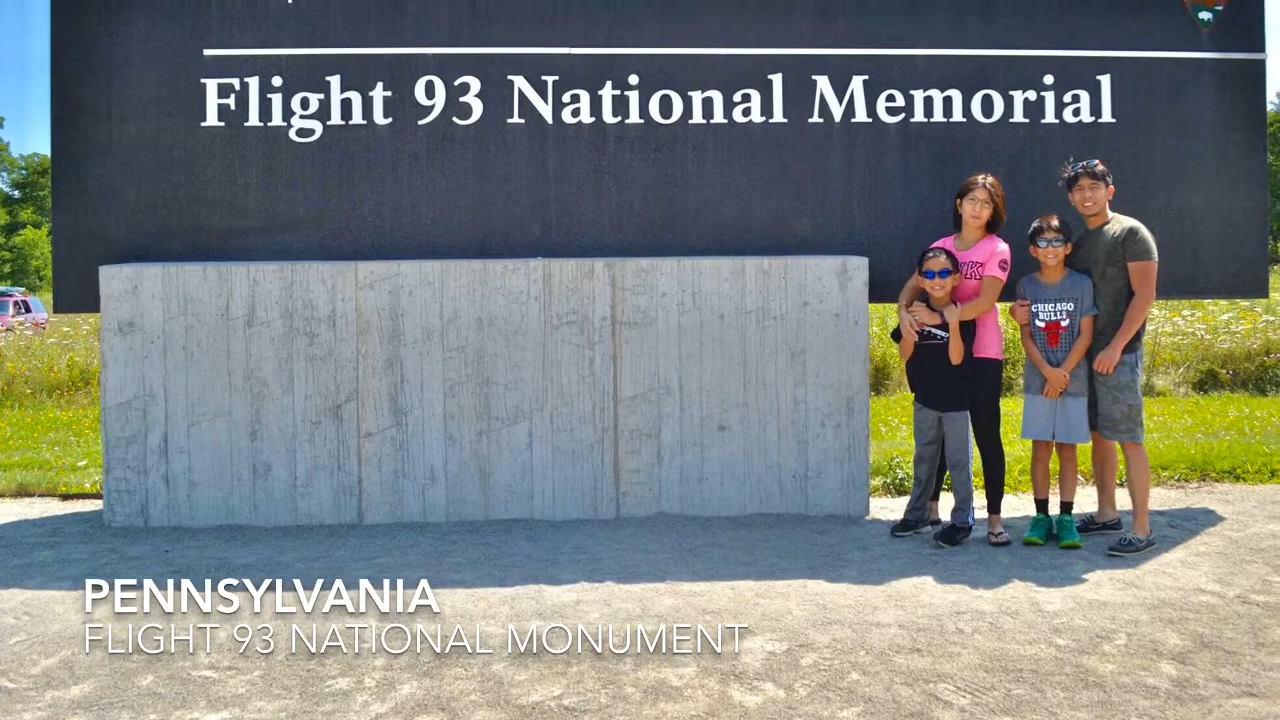 Flight 93 National Memorial
CHICAGO
BULLS
PENNSYLVANIA
FLIGHT 93 NATIONAL MONUMENT